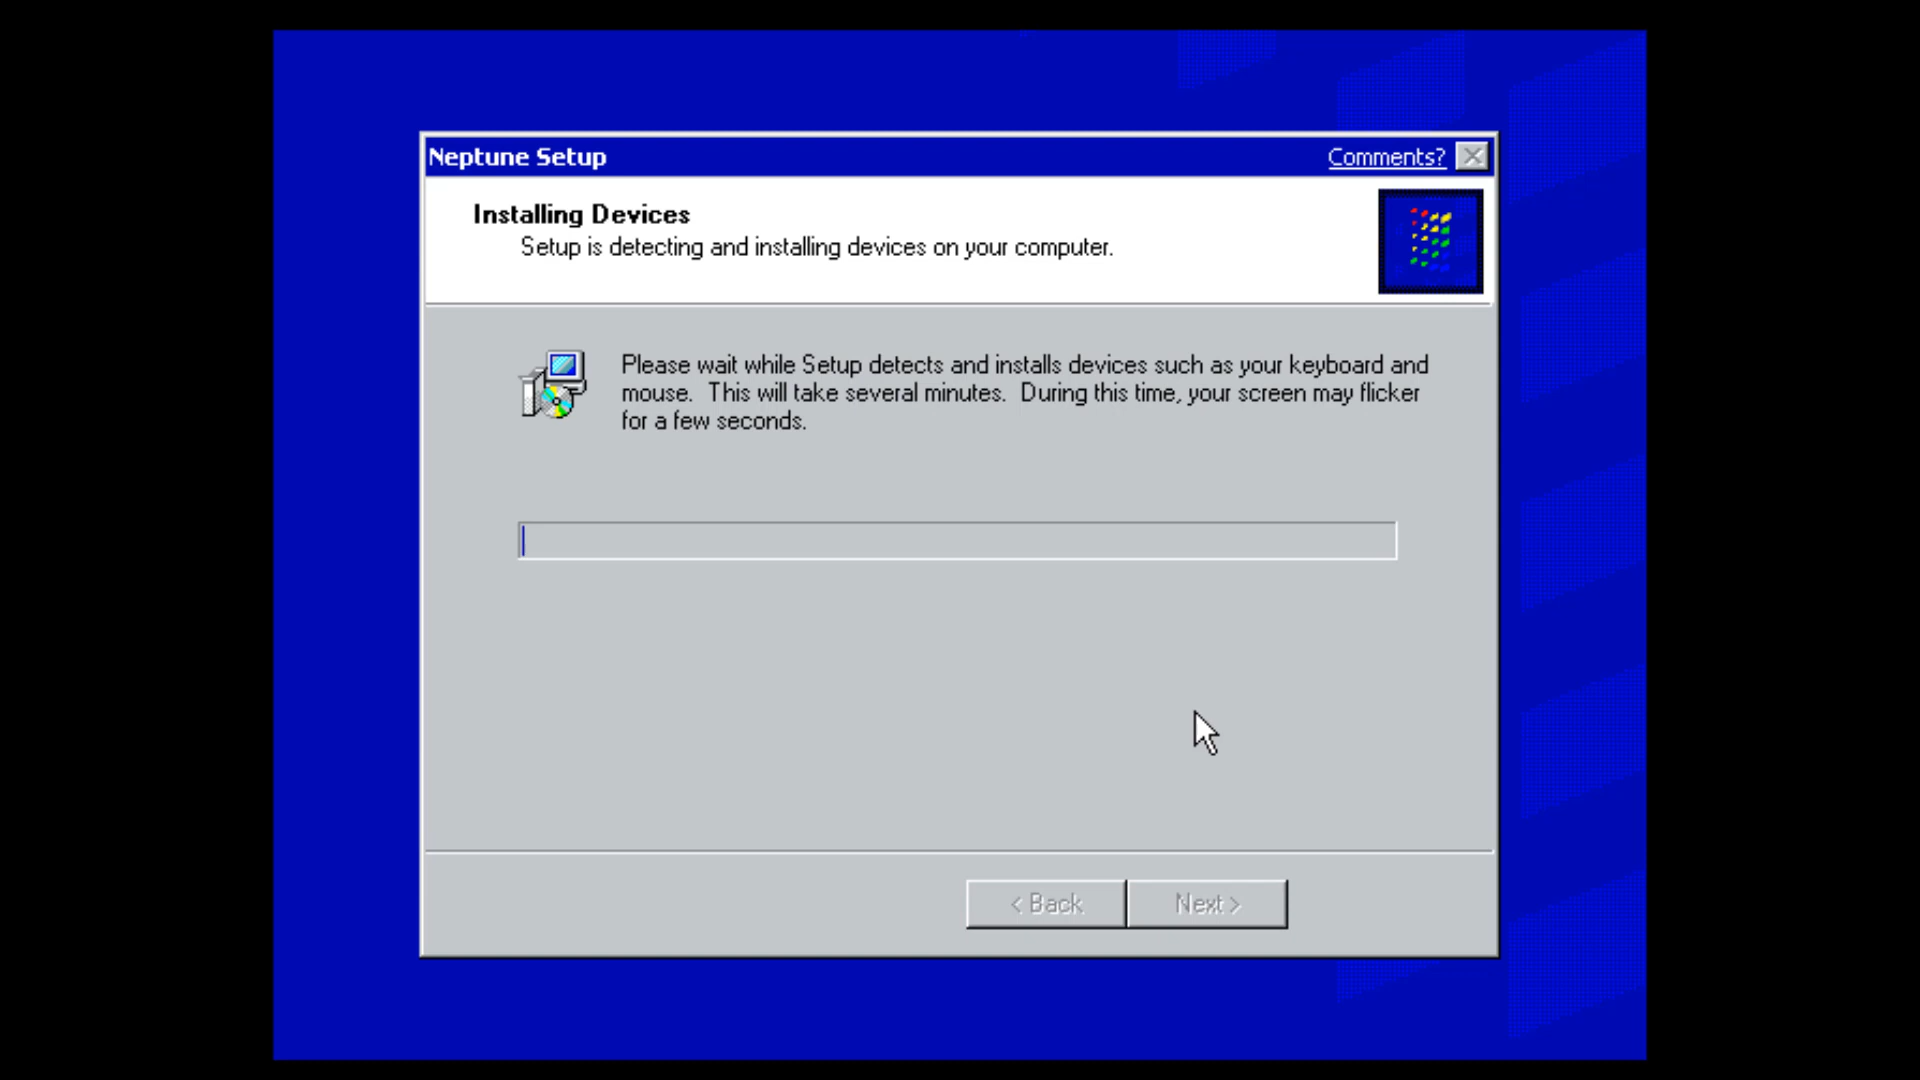 Neptune Setup
Comments?
Installing Devices
Setup is detecting and installing devices on your computer.
Please wait while Setup detects and installs devices such as your keyboard and
mouse.  This will take several minutes.  During this time, your screen may flicker
for a few seconds.
< Back
Next >